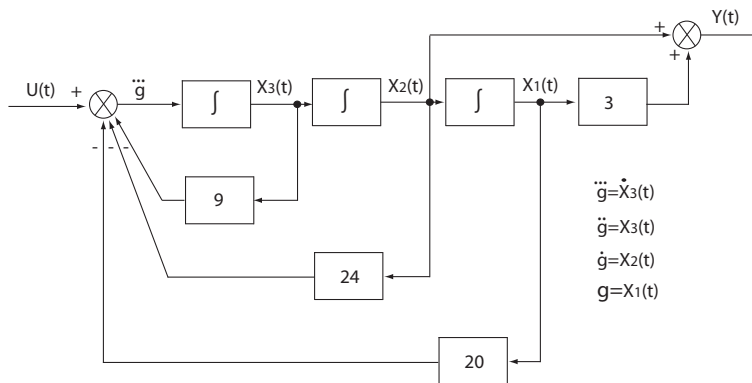 Y(t)
+
+
U(t) + g⃛ ∫ X3(t) ∫ X2(t) ∫ X1(t) 3
- - -
9
24
20
g⃛=Ẋ3(t)
g̈=X3(t)
ġ=X2(t)
g=X1(t)